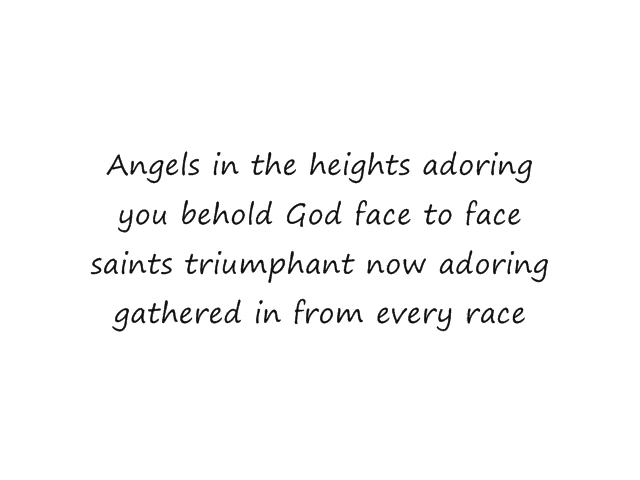 Angels in the heights adoring
you behold God face to face
saints triumphant now adoring
gathered in from every race